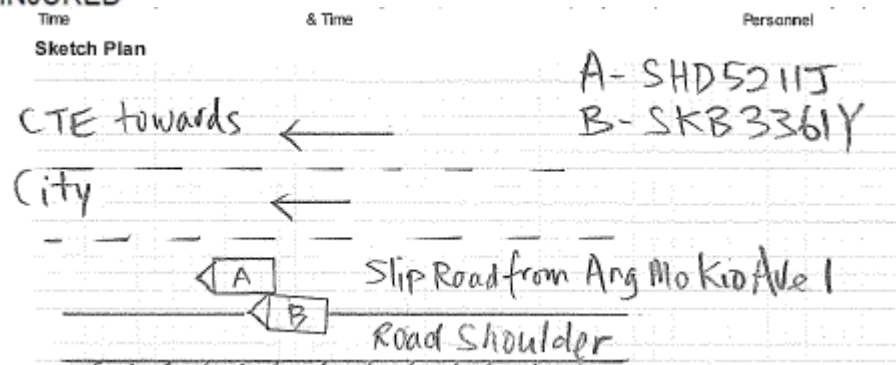 INJURED
Time & Time Personnel
Sketch Plan
A- SHD5211J
CTE towards
B- SKB3361Y
City
A Slip Road from Ang Mo Kio Ave 1
B
Road Shoulder